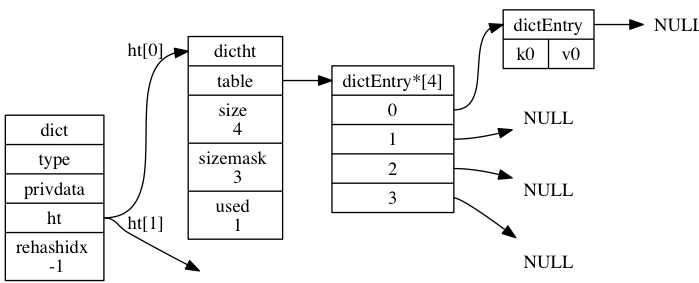 dict
type
privdata
ht
rehashidx
-1
ht[0]
ht[1]
dictht
table
size
4
sizemask
3
used
1
dictEntry*[4]
0
1
2
3
dictEntry
k0 v0
NULL
NULL
NULL
NULL